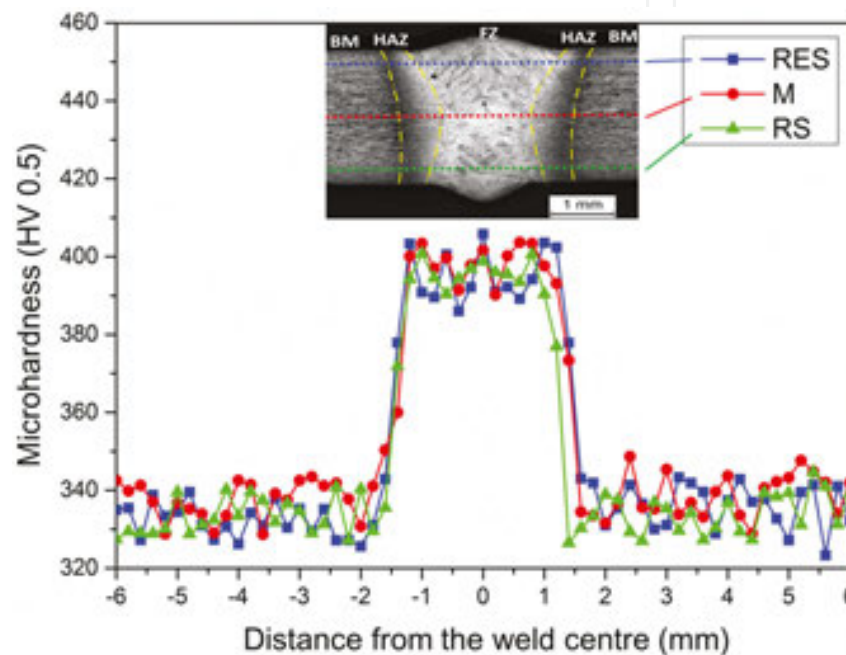 460
440
420
400
380
360
340
320
Microhardness (HV 0.5)
BM HAZ FZ HAZ BM
1 mm
RES
M
RS
-6 -5 -4 -3 -2 -1 0 1 2 3 4 5
Distance from the weld centre (mm)